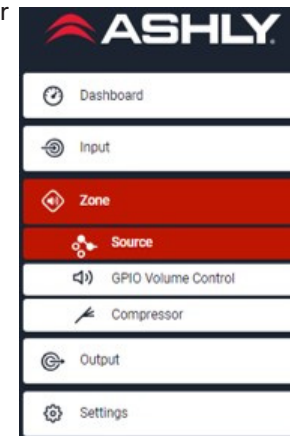 r
ASHLY
Dashboard
Input
Zone
Source
GPIO Volume Control
Compressor
Output
Settings